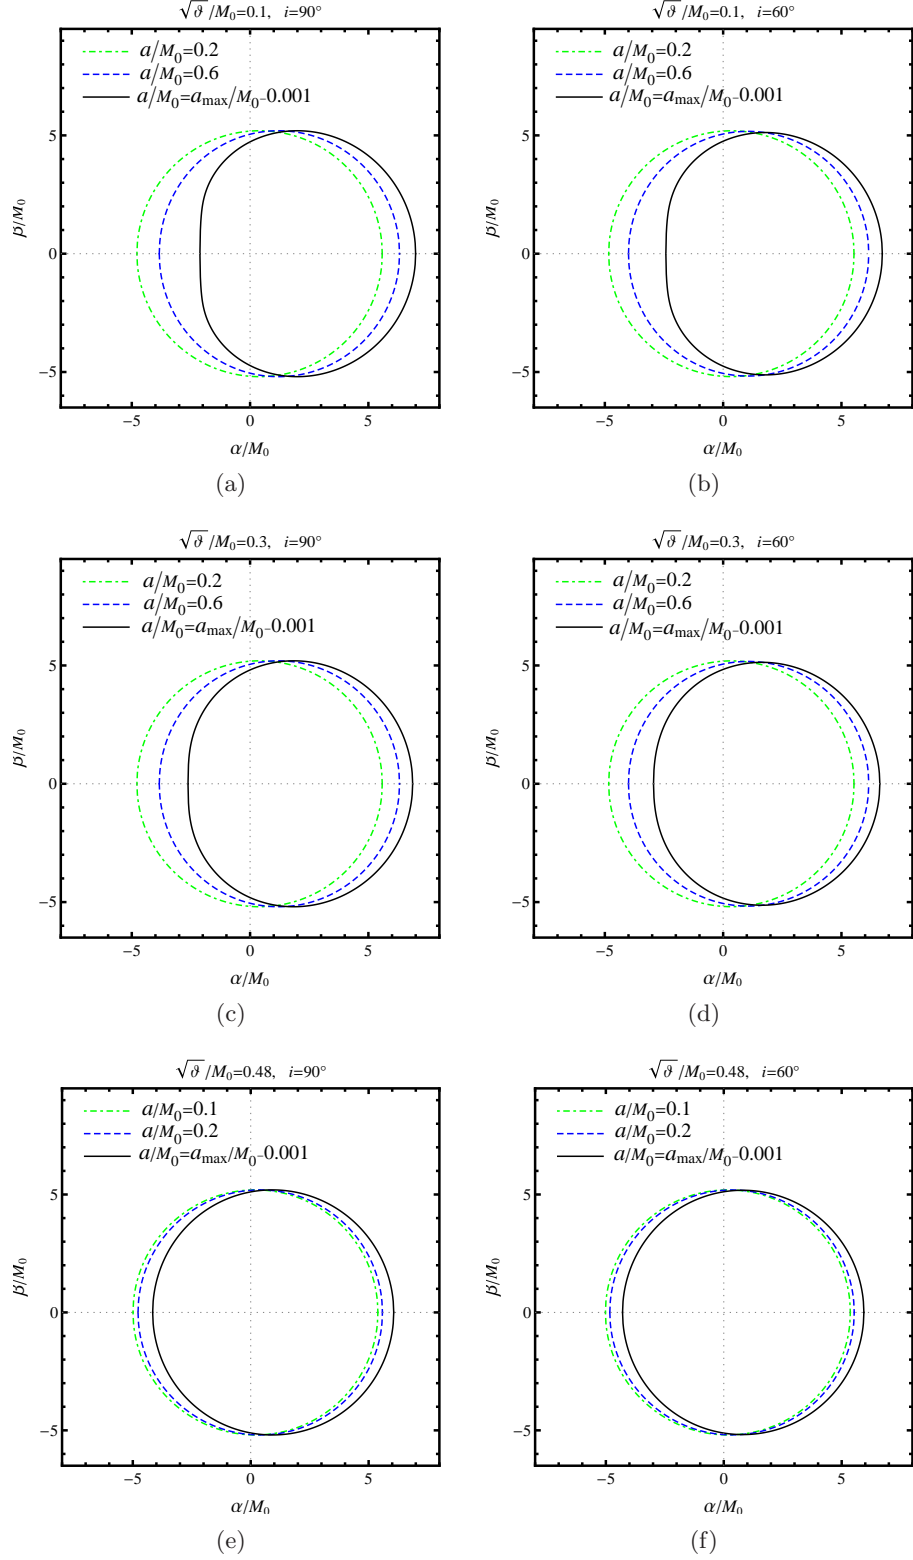 √ϑ/M₀=0.1, i=90°
a/M₀=0.2
a/M₀=0.6
a/M₀=aₘₐₓ/M₀-0.001
5
0
−5
β/M₀
−5 0 5
α/M₀
(a)
√ϑ/M₀=0.1, i=60°
a/M₀=0.2
a/M₀=0.6
a/M₀=aₘₐₓ/M₀-0.001
5
0
−5
β/M₀
−5 0 5
α/M₀
(b)
√ϑ/M₀=0.3, i=90°
a/M₀=0.2
a/M₀=0.6
a/M₀=aₘₐₓ/M₀-0.001
5
0
−5
β/M₀
−5 0 5
α/M₀
(c)
√ϑ/M₀=0.3, i=60°
a/M₀=0.2
a/M₀=0.6
a/M₀=aₘₐₓ/M₀-0.001
5
0
−5
β/M₀
−5 0 5
α/M₀
(d)
√ϑ/M₀=0.48, i=90°
a/M₀=0.1
a/M₀=0.2
a/M₀=aₘₐₓ/M₀-0.001
5
0
−5
β/M₀
−5 0 5
α/M₀
(e)
√ϑ/M₀=0.48, i=60°
a/M₀=0.1
a/M₀=0.2
a/M₀=aₘₐₓ/M₀-0.001
5
0
−5
β/M₀
−5 0 5
α/M₀
(f)